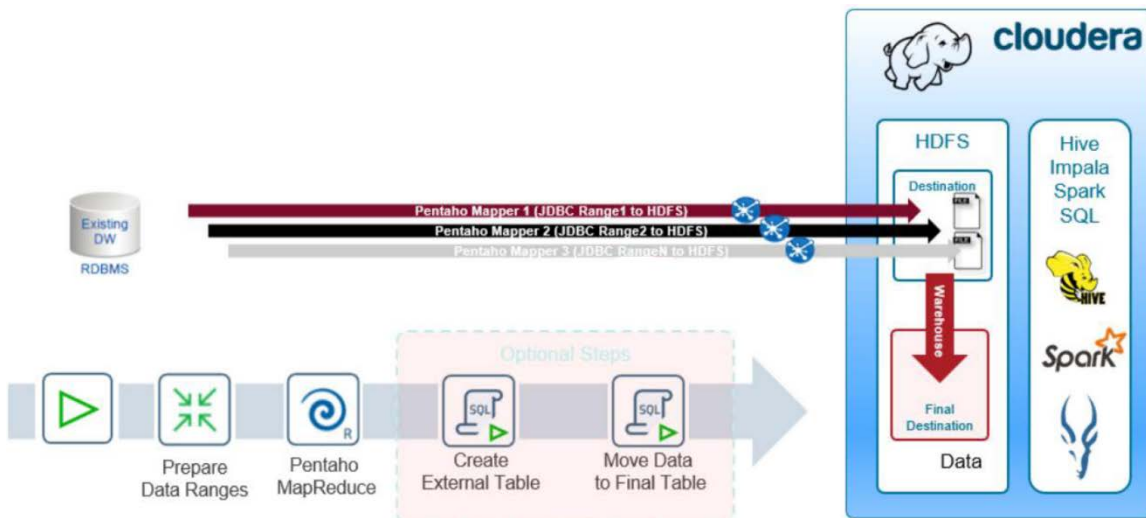 cloudera
HDFS
Destination
FILE
FILE
Warehouse
Final
Destination
Data
Hive
Impala
Spark
SQL
HIVE
Spark
Existing
DW
RDBMS
Pentaho Mapper 1 (JDBC Range1 to HDFS)
Pentaho Mapper 2 (JDBC Range2 to HDFS)
Pentaho Mapper 3 (JDBC RangeN to HDFS)
Optional Steps
Prepare
Data Ranges
R
Pentaho
MapReduce
SQL
Create
External Table
SQL
Move Data
to Final Table